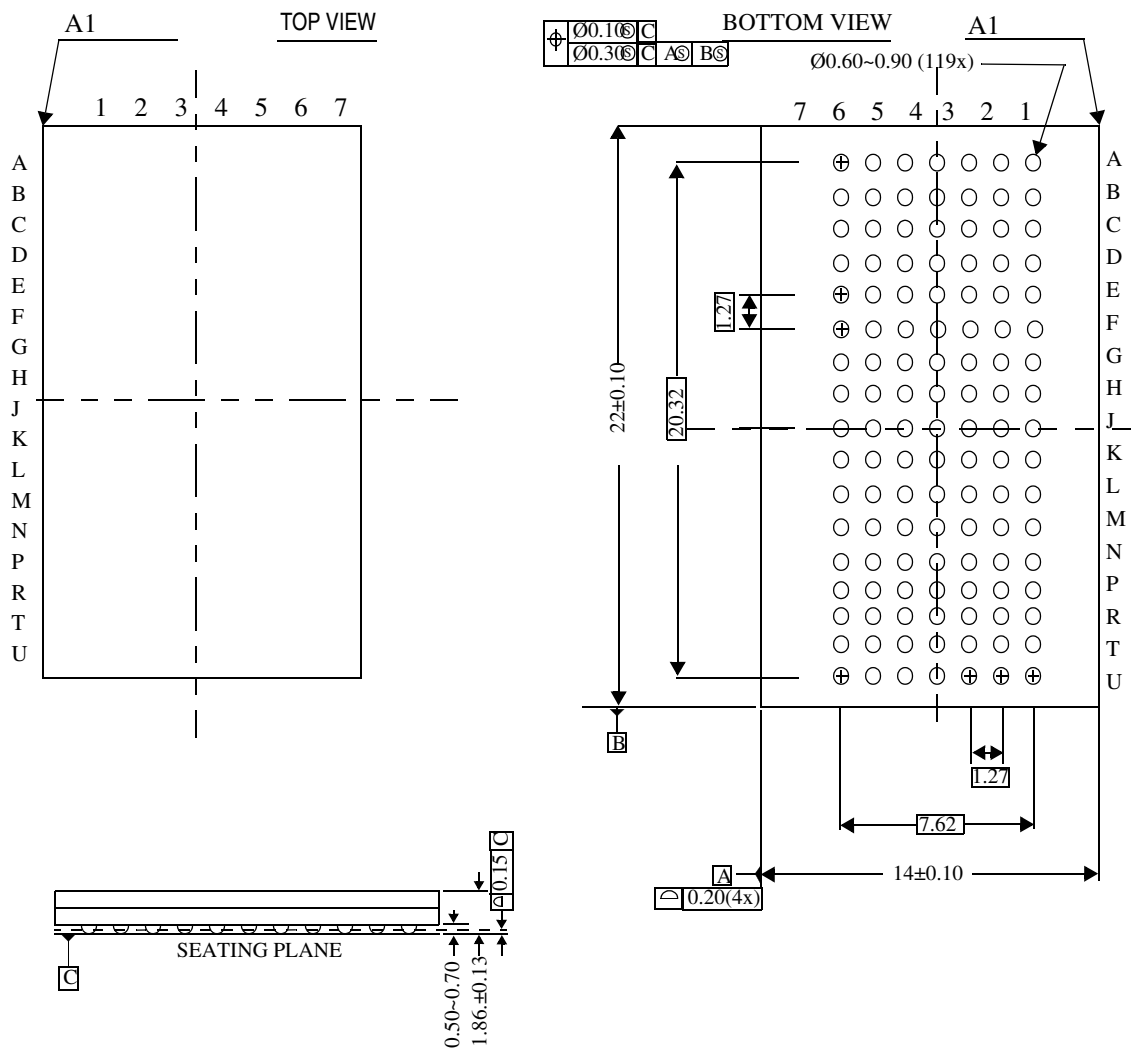 A1
TOP VIEW
1 2 3 4 5 6 7
A
B
C
D
E
F
G
H
J
K
L
M
N
P
R
T
U
Ø0.10Ⓢ C
Ø0.30Ⓢ C AⓈ BⓈ
BOTTOM VIEW
A1
Ø0.60~0.90 (119x)
7 6 5 4 3 2 1
A
B
C
D
E
F
G
H
J
K
L
M
N
P
R
T
U
1.27
22±0.10
20.32
B
1.27
7.62
A
14±0.10
0.20(4x)
0.15 C
SEATING PLANE
C
0.50~0.70
1.86.±0.13